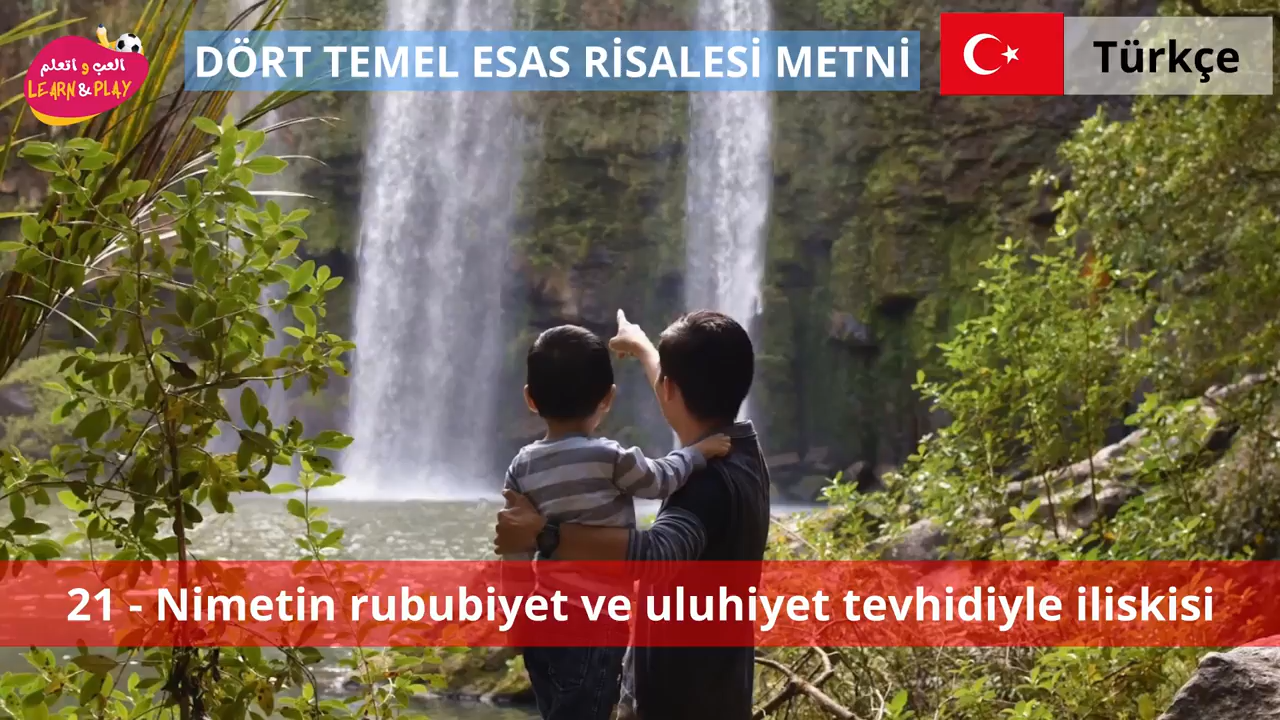 العب و اتعلم
LEARN & PLAY
DÖRT TEMEL ESAS RİSALESİ METNİ
Türkçe
21 - Nimetin rububiyet ve uluhiyet tevhidiyle iliskisi